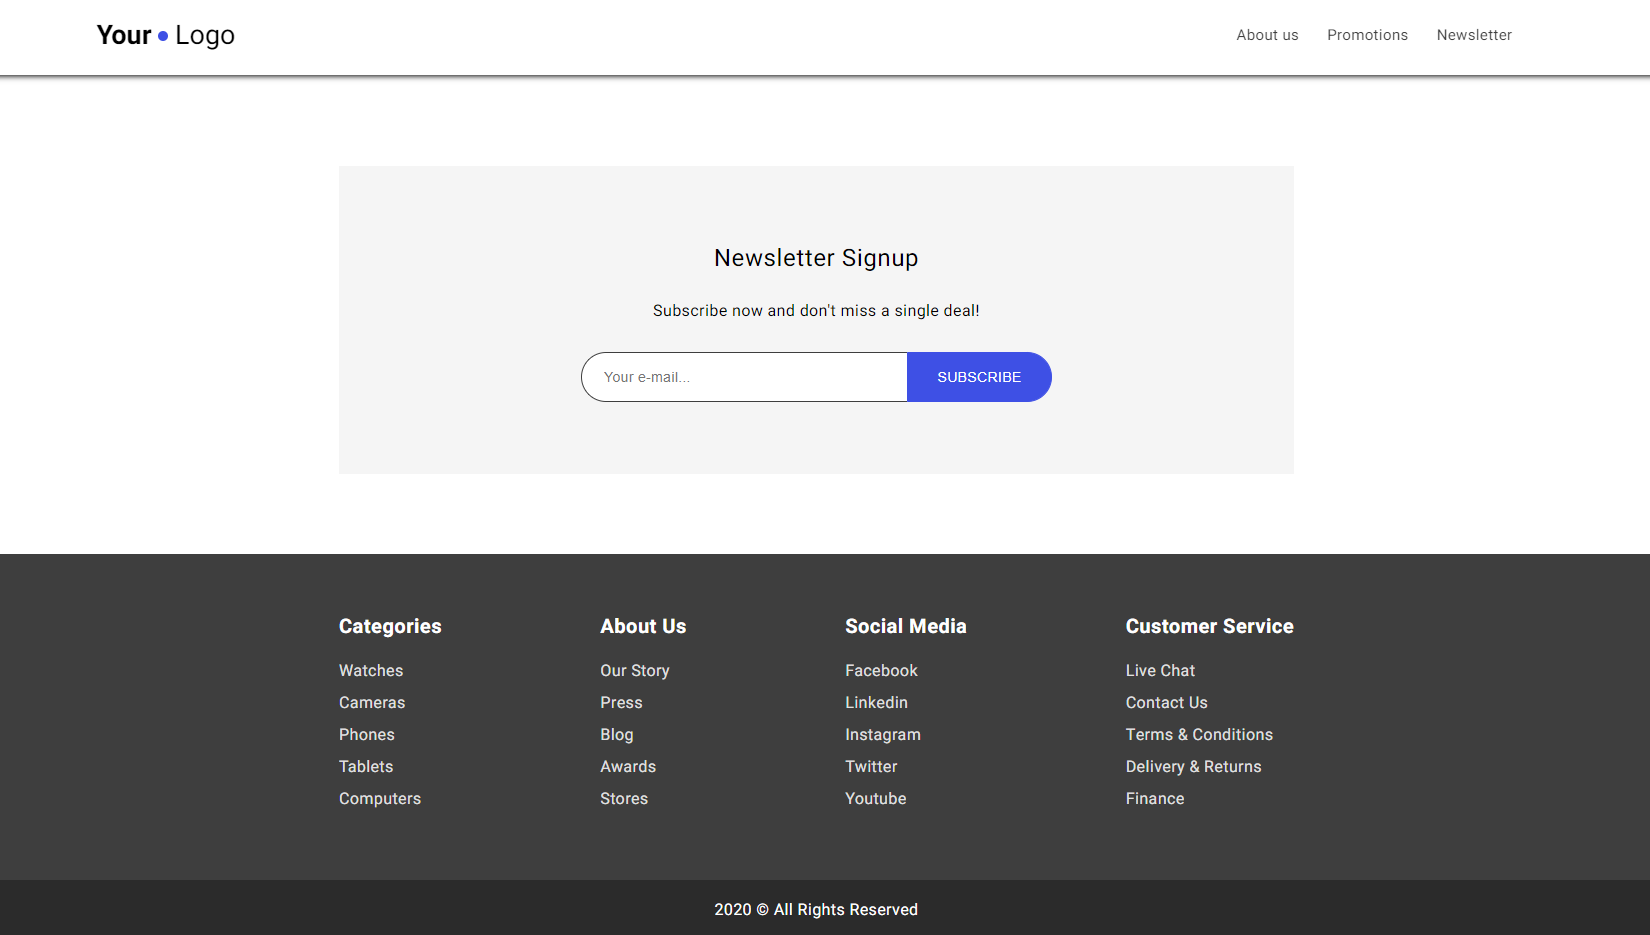 Your • Logo
About us Promotions Newsletter
Newsletter Signup
Subscribe now and don't miss a single deal!
Your e-mail...
SUBSCRIBE
Categories
Watches
Cameras
Phones
Tablets
Computers
About Us
Our Story
Press
Blog
Awards
Stores
Social Media
Facebook
Linkedin
Instagram
Twitter
Youtube
Customer Service
Live Chat
Contact Us
Terms & Conditions
Delivery & Returns
Finance
2020 © All Rights Reserved